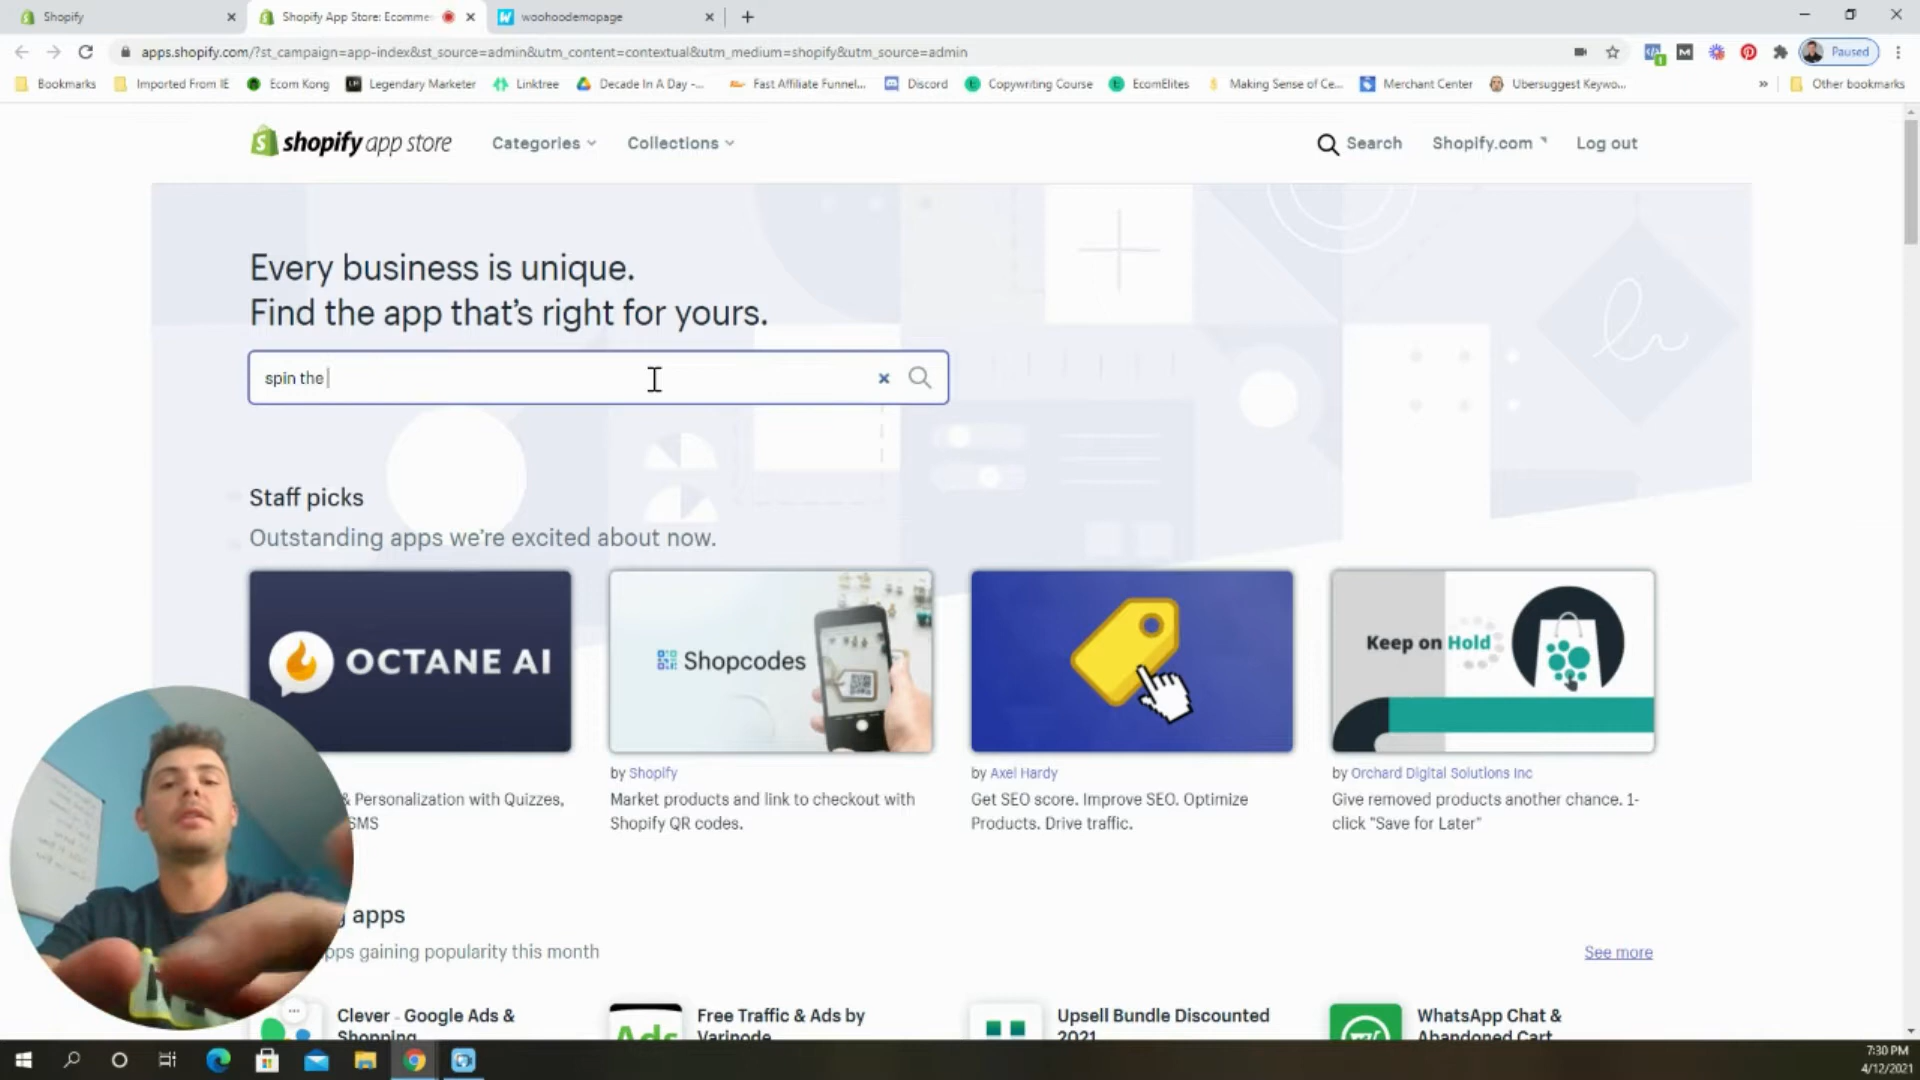 Shopify
Shopify App Store: Ecomme
woohoodemopage
apps.shopify.com/?st_campaign=app-index&st_source=admin&utm_content=contextual&utm_medium=shopify&utm_source=admin
Paused
Bookmarks
Imported From IE
Ecom Kong
Legendary Marketer
Linktree
Decade In A Day -...
Fast Affiliate Funnel...
Discord
Copywriting Course
EcomElites
Making Sense of Ce...
Merchant Center
Ubersuggest Keywo...
»
Other bookmarks
shopify app store
Categories
Collections
Search
Shopify.com
Log out
Every business is unique.
Find the app that's right for yours.
spin the
Staff picks
Outstanding apps we're excited about now.
OCTANE AI
Shopcodes
Keep on Hold
by Shopify
by Axel Hardy
by Orchard Digital Solutions Inc
& Personalization with Quizzes,
SMS
Market products and link to checkout with
Shopify QR codes.
Get SEO score. Improve SEO. Optimize
Products. Drive traffic.
Give removed products another chance. 1-
click "Save for Later"
apps
pps gaining popularity this month
See more
Clever - Google Ads &
Shopping
Ads
Free Traffic & Ads by
Varinode
Upsell Bundle Discounted
2021
WhatsApp Chat &
Abandoned Cart
7:30 PM
4/12/2021